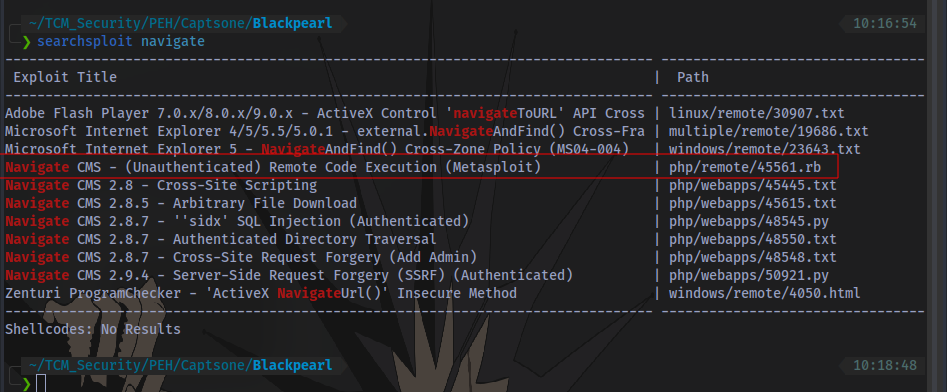 ~/TCM_Security/PEH/Captsone/Blackpearl 10:16:54
❯ searchsploit navigate
Exploit Title | Path
Adobe Flash Player 7.0.x/8.0.x/9.0.x - ActiveX Control 'navigateToURL' API Cross | linux/remote/30907.txt
Microsoft Internet Explorer 4/5/5.5/5.0.1 - external.NavigateAndFind() Cross-Fra | multiple/remote/19686.txt
Microsoft Internet Explorer 5 - NavigateAndFind() Cross-Zone Policy (MS04-004) | windows/remote/23643.txt
Navigate CMS - (Unauthenticated) Remote Code Execution (Metasploit) | php/remote/45561.rb
Navigate CMS 2.8 - Cross-Site Scripting | php/webapps/45445.txt
Navigate CMS 2.8.5 - Arbitrary File Download | php/webapps/45615.txt
Navigate CMS 2.8.7 - ''sidx' SQL Injection (Authenticated) | php/webapps/48545.py
Navigate CMS 2.8.7 - Authenticated Directory Traversal | php/webapps/48550.txt
Navigate CMS 2.8.7 - Cross-Site Request Forgery (Add Admin) | php/webapps/48548.txt
Navigate CMS 2.9.4 - Server-Side Request Forgery (SSRF) (Authenticated) | php/webapps/50921.py
Zenturi ProgramChecker - 'ActiveX NavigateUrl()' Insecure Method | windows/remote/4050.html
Shellcodes: No Results
~/TCM_Security/PEH/Captsone/Blackpearl 10:18:48
❯